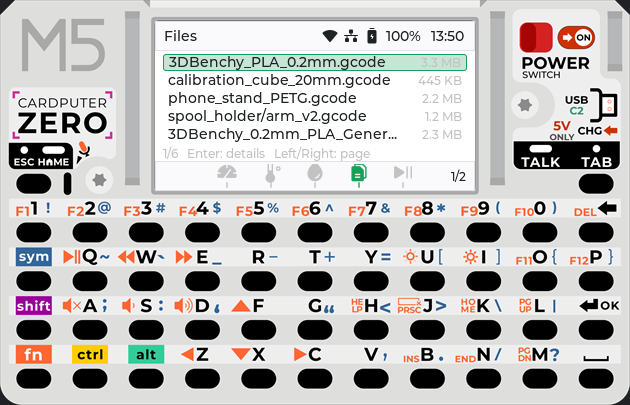 M5
Files 100% 13:50
3DBenchy_PLA_0.2mm.gcode 3.3 MB
calibration_cube_20mm.gcode 445 KB
phone_stand_PETG.gcode 2.2 MB
spool_holder/arm_v2.gcode 1.2 MB
3DBenchy_0.2mm_PLA_Gener... 2.3 MB
1/6 Enter: details Left/Right: page
1/2
CARDPUTER
ZERO
ESC HOME
ON
POWER
SWITCH
USB
C2
5V
ONLY
CHG
TALK TAB
F1 1 ! F2 2 @ F3 3 # F4 4 $ F5 5 % F6 6 ^ F7 7 & F8 8 * F9 9 ( F10 0 ) DEL
sym Q ~ W ` E _ R - T + Y = U [ I ] F11 O { F12 P }
shift A ; S : D ' F G " HELP H < PRSC J > HOME K \ PGUP L | OK
fn ctrl alt Z X C V , INS B . END N / PGDN M ?